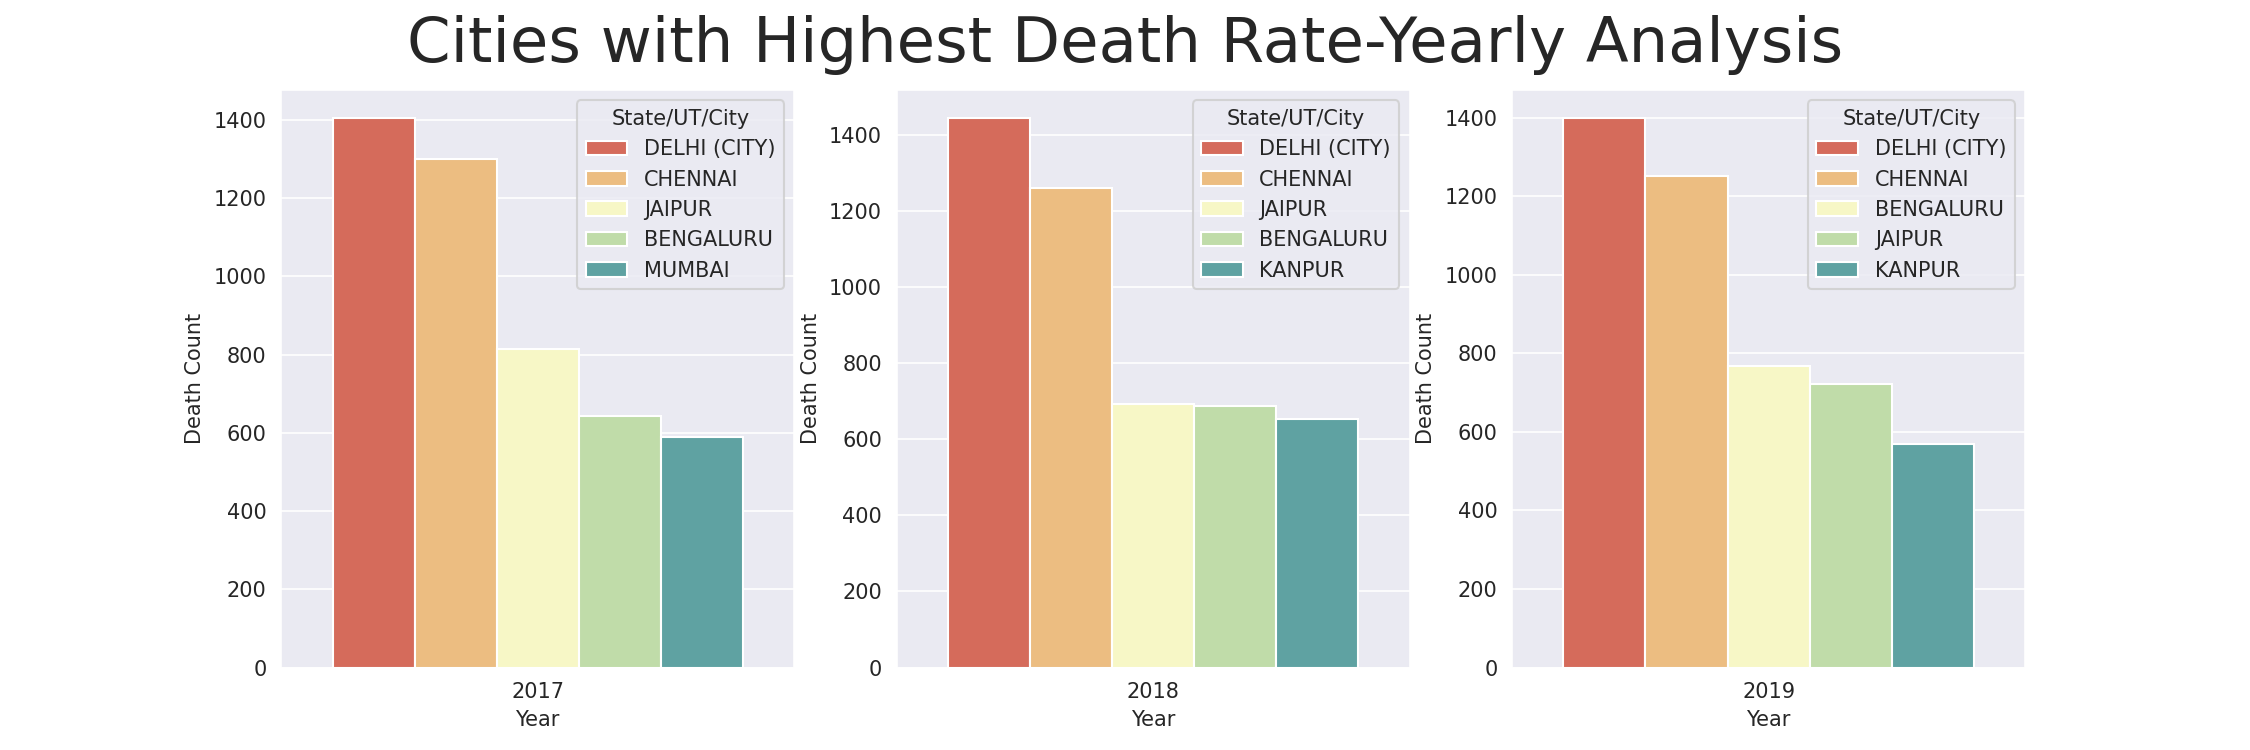 Cities with Highest Death Rate-Yearly Analysis
Death Count
1400
1200
1000
800
600
400
200
0
State/UT/City
DELHI (CITY)
CHENNAI
JAIPUR
BENGALURU
MUMBAI
2017
Year
Death Count
1400
1200
1000
800
600
400
200
0
State/UT/City
DELHI (CITY)
CHENNAI
JAIPUR
BENGALURU
KANPUR
2018
Year
Death Count
1400
1200
1000
800
600
400
200
0
State/UT/City
DELHI (CITY)
CHENNAI
BENGALURU
JAIPUR
KANPUR
2019
Year